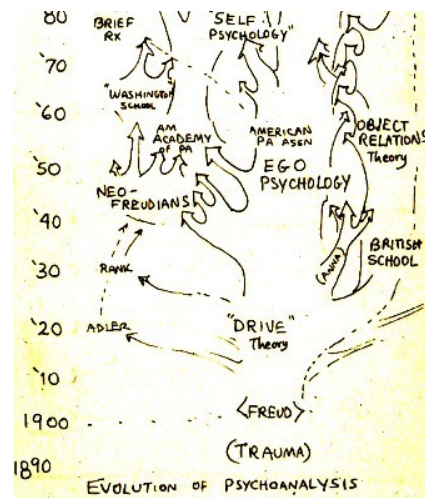 80
BRIEF
RX
"SELF
PSYCHOLOGY"
'70
"WASHINGTON
SCHOOL"
'60
AM
ACADEMY
of PA
AMERICAN
PA ASSN
OBJECT
RELATIONS
Theory
50
EGO
PSYCHOLOGY
NEO-
FREUDIANS
'40
(ANNA)
BRITISH
SCHOOL
'30
RANK
'20
ADLER
"DRIVE"
Theory
'10
<FREUD>
1900
(TRAUMA)
1890
EVOLUTION OF PSYCHOANALYSIS